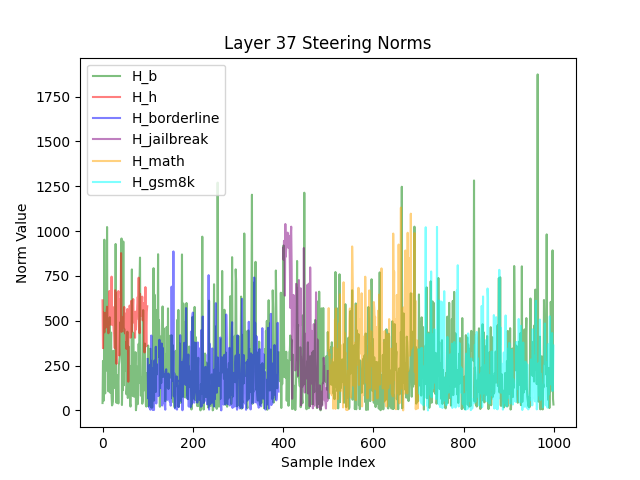 Layer 37 Steering Norms
H_b
H_h
H_borderline
H_jailbreak
H_math
H_gsm8k
Norm Value
1750
1500
1250
1000
750
500
250
0
0 200 400 600 800 1000
Sample Index